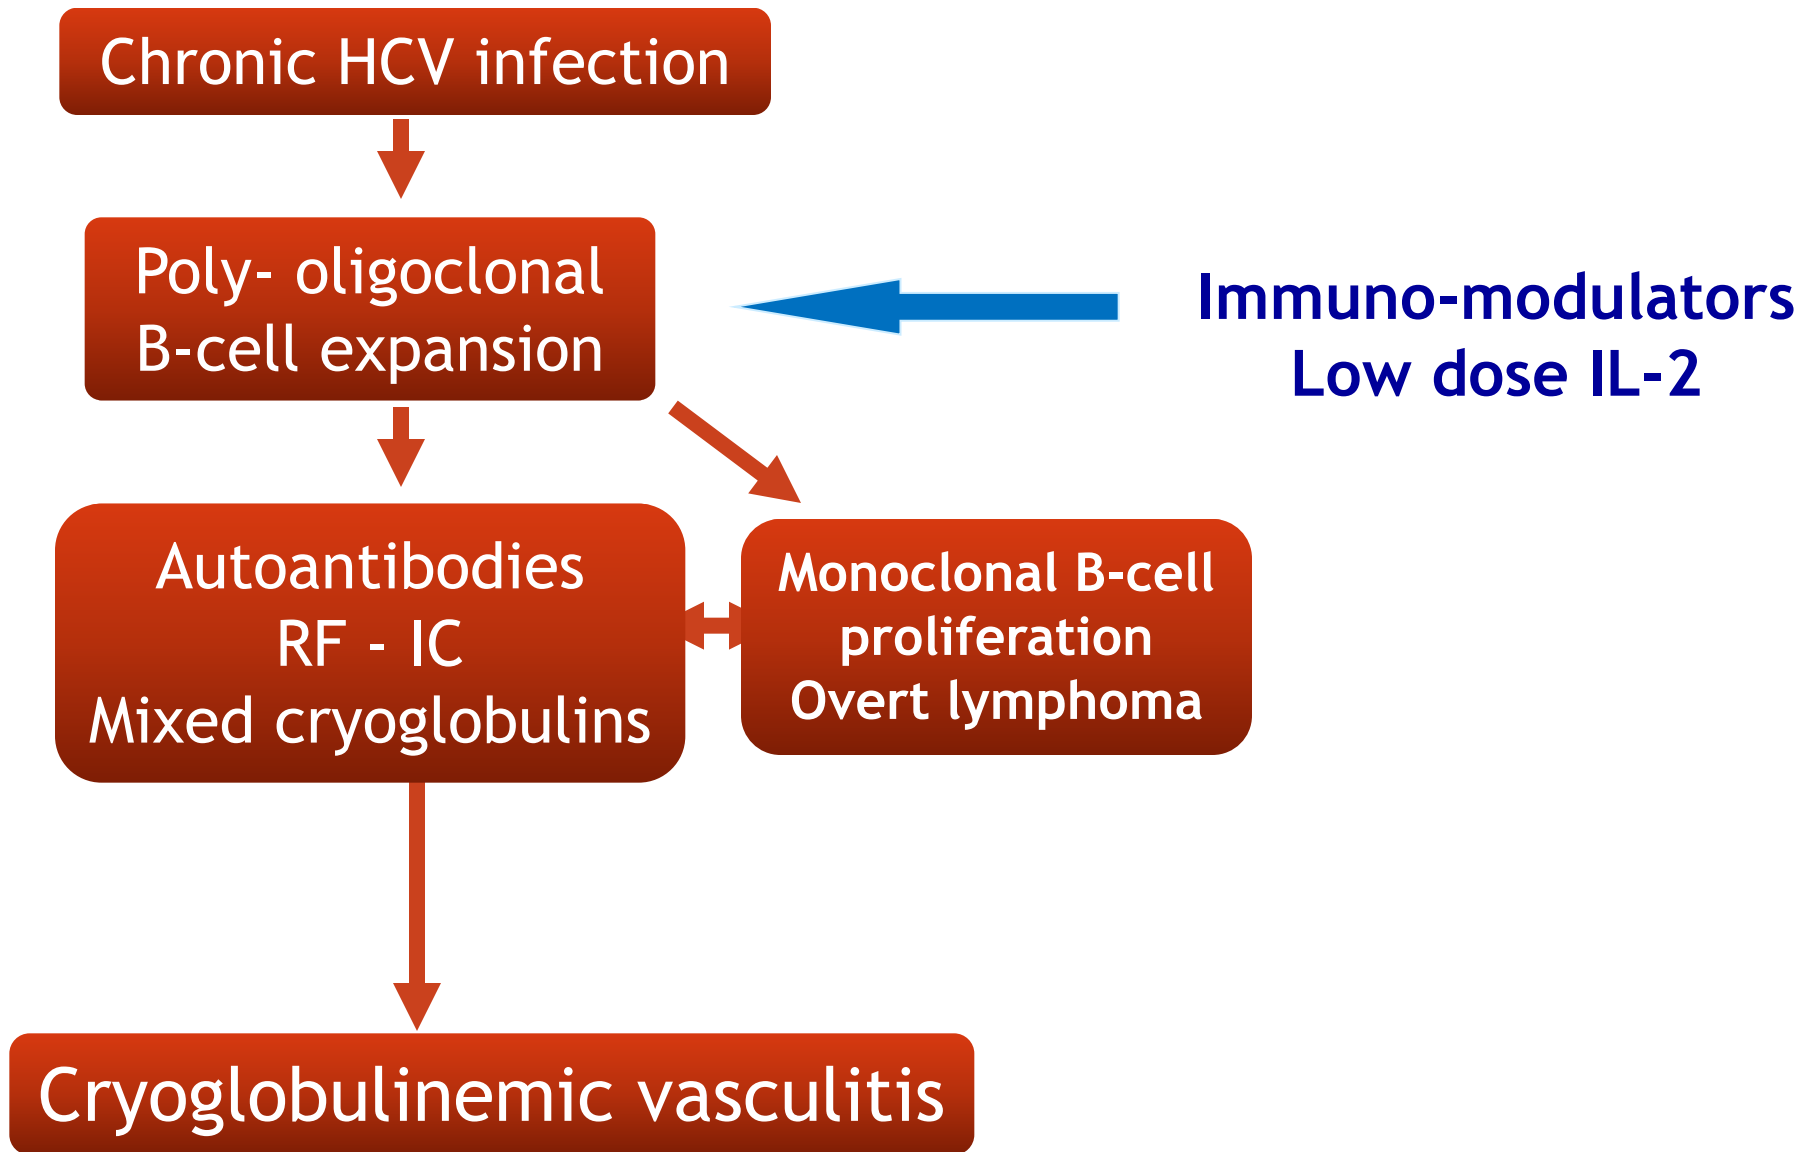 Chronic HCV infection
Poly- oligoclonal
B-cell expansion
Immuno-modulators
Low dose IL-2
Autoantibodies
RF - IC
Mixed cryoglobulins
Monoclonal B-cell
proliferation
Overt lymphoma
Cryoglobulinemic vasculitis